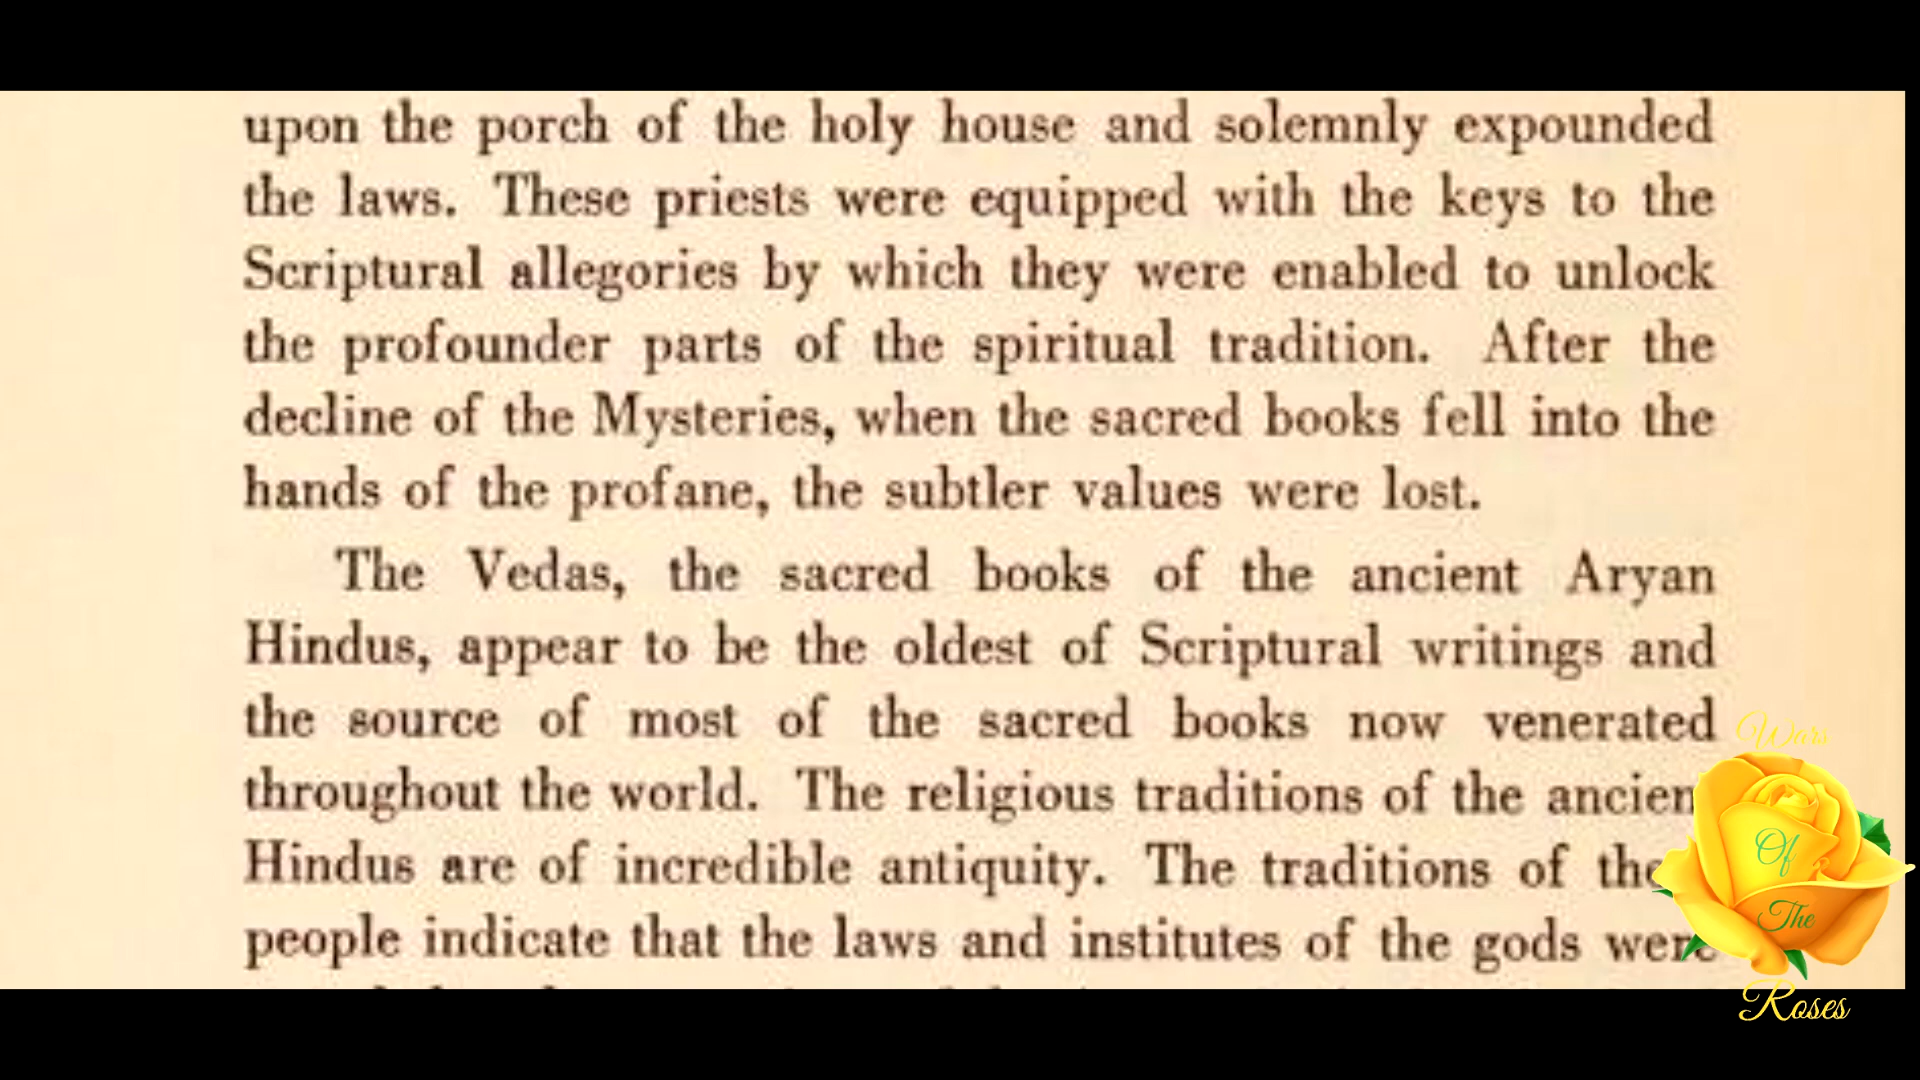 upon the porch of the holy house and solemnly expounded
the laws. These priests were equipped with the keys to the
Scriptural allegories by which they were enabled to unlock
the profounder parts of the spiritual tradition. After the
decline of the Mysteries, when the sacred books fell into the
hands of the profane, the subtler values were lost.
The Vedas, the sacred books of the ancient Aryan
Hindus, appear to be the oldest of Scriptural writings and
the source of most of the sacred books now venerated
throughout the world. The religious traditions of the ancien
Hindus are of incredible antiquity. The traditions of
people indicate that the laws and institutes of the gods were
Wars
Of
The
Roses